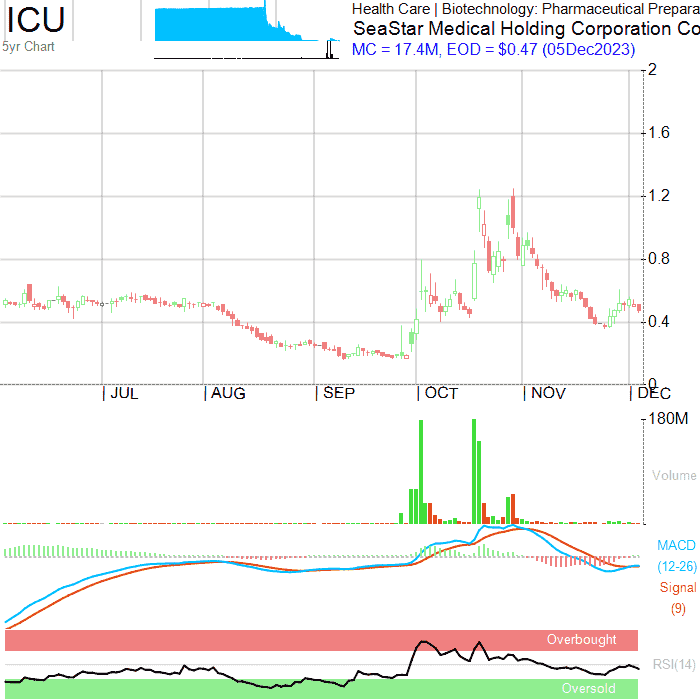 ICU
5yr Chart
Health Care | Biotechnology: Pharmaceutical Prepara
SeaStar Medical Holding Corporation Co
MC = 17.4M, EOD = $0.47 (05Dec2023)
2
1.6
1.2
0.8
0.4
0
JUL
AUG
SEP
OCT
NOV
DEC
180M
Volume
MACD
(12-26)
Signal
(9)
Overbought
RSI(14)
Oversold